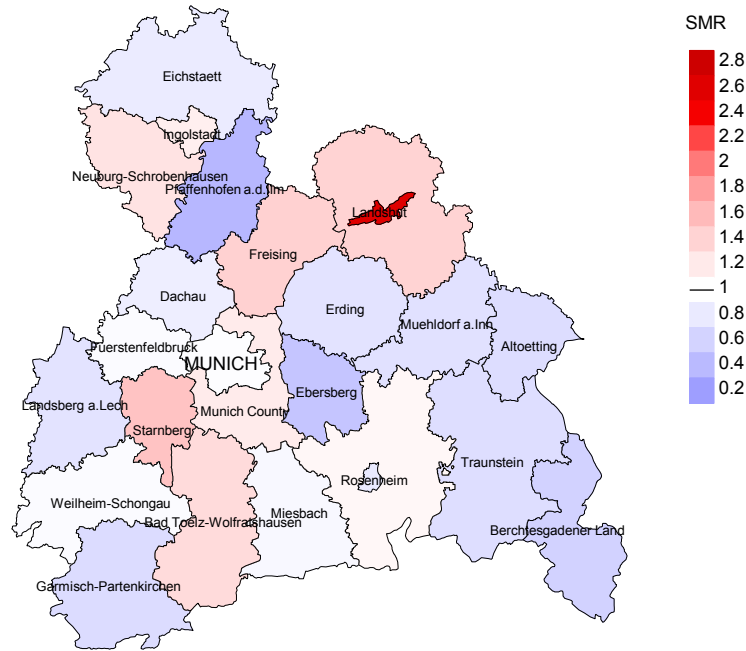 SMR
2.8
2.6
2.4
2.2
2
1.8
1.6
1.4
1.2
1
0.8
0.6
0.4
0.2
Eichstaett
Ingolstadt
Neuburg-Schrobenhausen
Pfaffenhofen a.d.Ilm
Landshut
Freising
Dachau
Erding
Muehldorf a.Inn
Altoetting
Fuerstenfeldbruck
MUNICH
Landsberg a.Lech
Starnberg
Munich County
Ebersberg
Traunstein
Rosenheim
Weilheim-Schongau
Miesbach
Bad Toelz-Wolfratshausen
Berchtesgadener Land
Garmisch-Partenkirchen